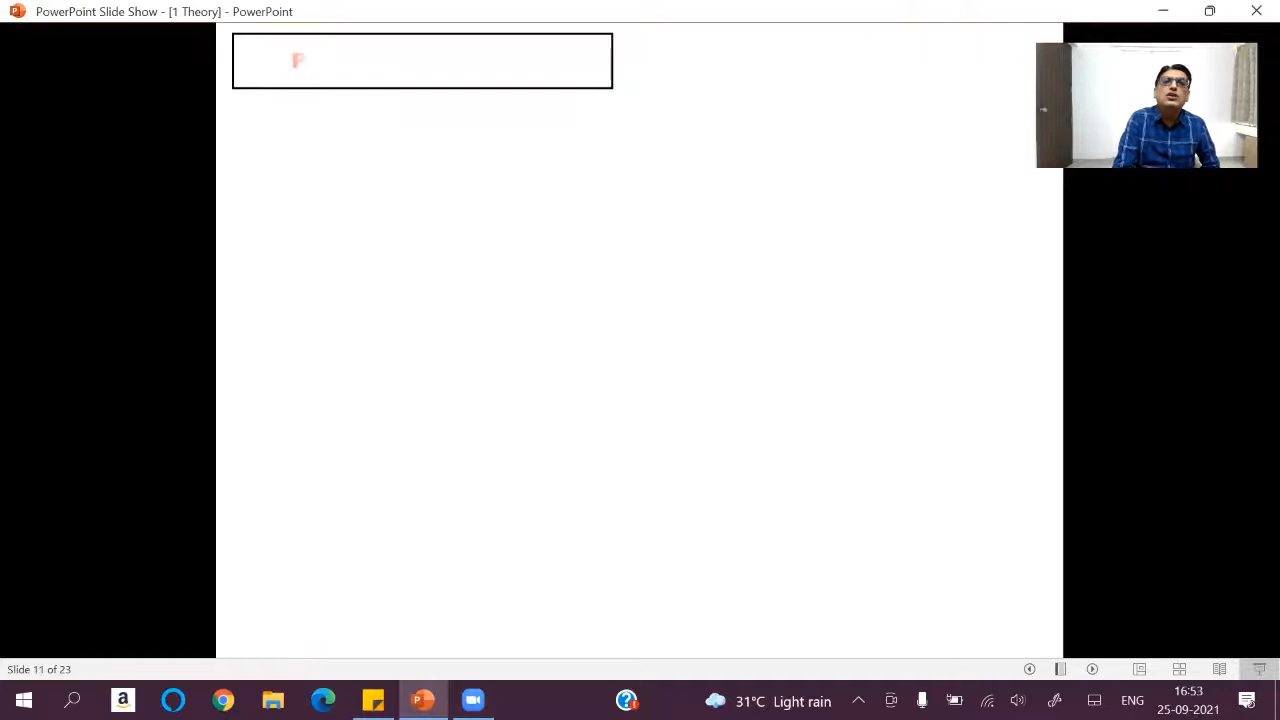 PowerPoint Slide Show - [1 Theory] - PowerPoint
P
Slide 11 of 23
31°C Light rain
ENG
16:53
25-09-2021